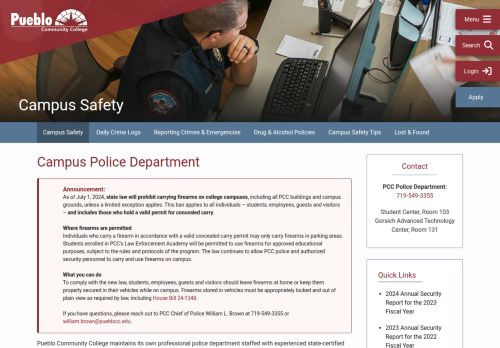 Pueblo
Community College
Menu
Search
Login
Apply
Campus Safety
Campus Safety
Daily Crime Logs
Reporting Crimes & Emergencies
Drug & Alcohol Policies
Campus Safety Tips
Lost & Found
Campus Police Department
Announcement:
As of July 1, 2024, state law will prohibit carrying firearms on college campuses, including all PCC buildings and campus
grounds, unless a limited exception applies. This ban applies to all individuals – students, employees, guests and visitors
– and includes those who hold a valid permit for concealed carry.
Where firearms are permitted
Individuals who carry a firearm in accordance with a valid concealed carry permit may only carry firearms in parking areas.
Students enrolled in PCC's Law Enforcement Academy will be permitted to use firearms for approved educational
purposes, subject to the rules and protocols of the program. The law continues to allow PCC police and authorized
security personnel to carry and use firearms on campus.
What you can do
To comply with the new law, students, employees, guests and visitors should leave firearms at home or keep them
properly secured in their vehicles while on campus. Firearms stored in vehicles must be appropriately locked and out of
plain view as required by law, including House Bill 24-1348.
If you have questions, please reach out to PCC Chief of Police William L. Brown at 719-549-3355 or
william.brown@pueblocc.edu.
Pueblo Community College maintains its own professional police department staffed with experienced state-certified
Contact
PCC Police Department:
719-549-3355
Student Center, Room 103
Gorsich Advanced Technology
Center, Room 131
Quick Links
• 2024 Annual Security
Report for the 2023
Fiscal Year
• 2023 Annual Security
Report for the 2022
Fiscal Year